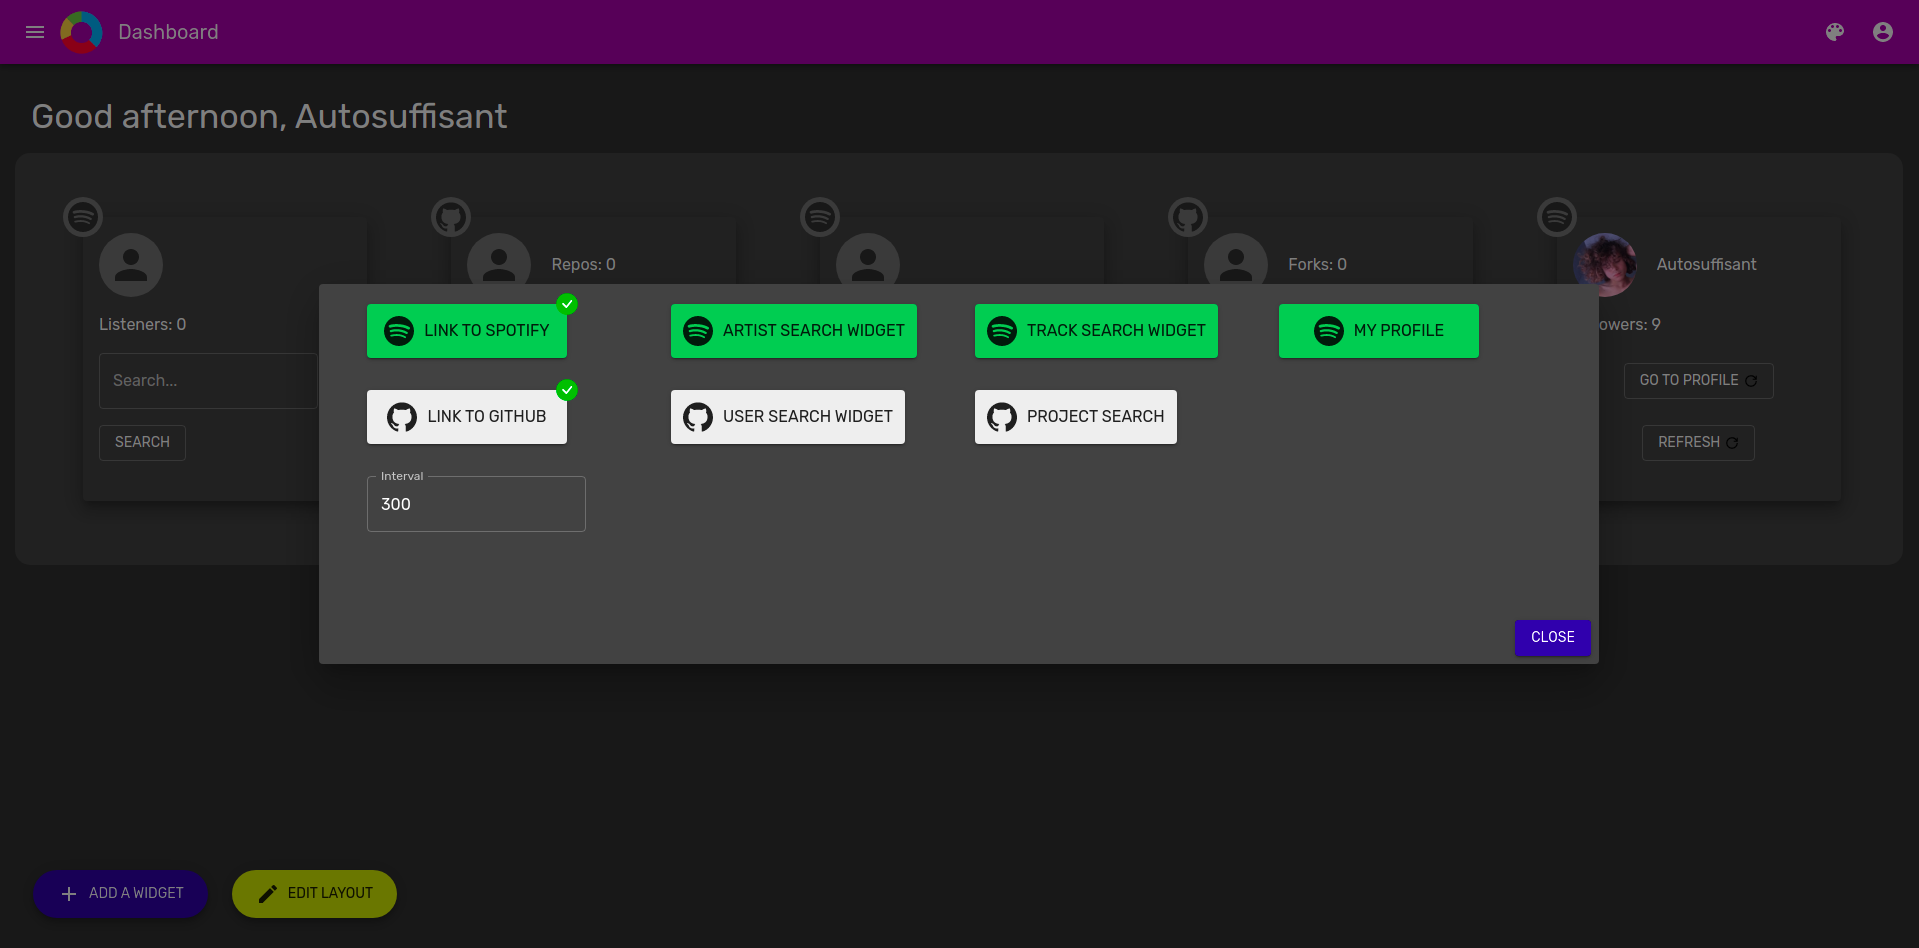 Dashboard
Good afternoon, Autosuffisant
Repos: 0
Forks: 0
Autosuffisant
Listeners: 0
owers: 9
Search...
SEARCH
GO TO PROFILE
REFRESH
LINK TO SPOTIFY
ARTIST SEARCH WIDGET
TRACK SEARCH WIDGET
MY PROFILE
LINK TO GITHUB
USER SEARCH WIDGET
PROJECT SEARCH
Interval
300
CLOSE
ADD A WIDGET
EDIT LAYOUT